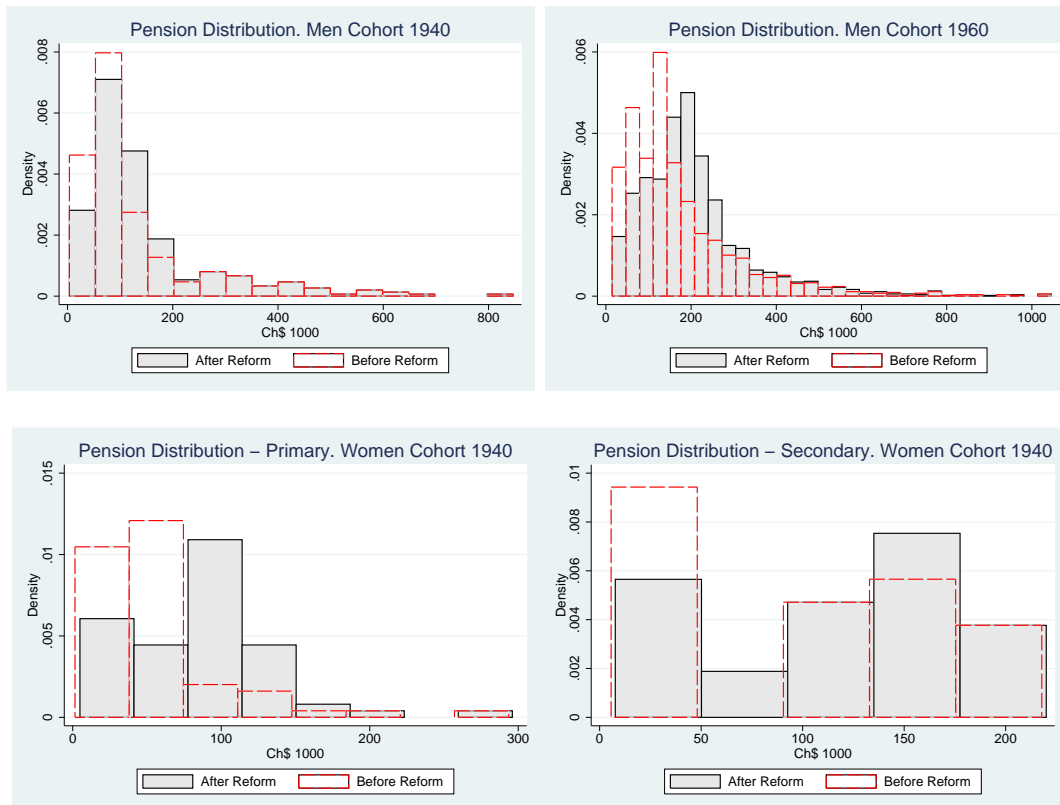 Pension Distribution. Men Cohort 1940
.008
.006
.004
.002
0
Density
0 200 400 600 800
Ch$ 1000
After Reform Before Reform
Pension Distribution. Men Cohort 1960
.006
.004
.002
0
Density
0 200 400 600 800 1000
Ch$ 1000
After Reform Before Reform
Pension Distribution – Primary. Women Cohort 1940
.015
.01
.005
0
Density
0 100 200 300
Ch$ 1000
After Reform Before Reform
Pension Distribution – Secondary. Women Cohort 1940
.01
.008
.006
.004
.002
0
Density
0 50 100 150 200
Ch$ 1000
After Reform Before Reform